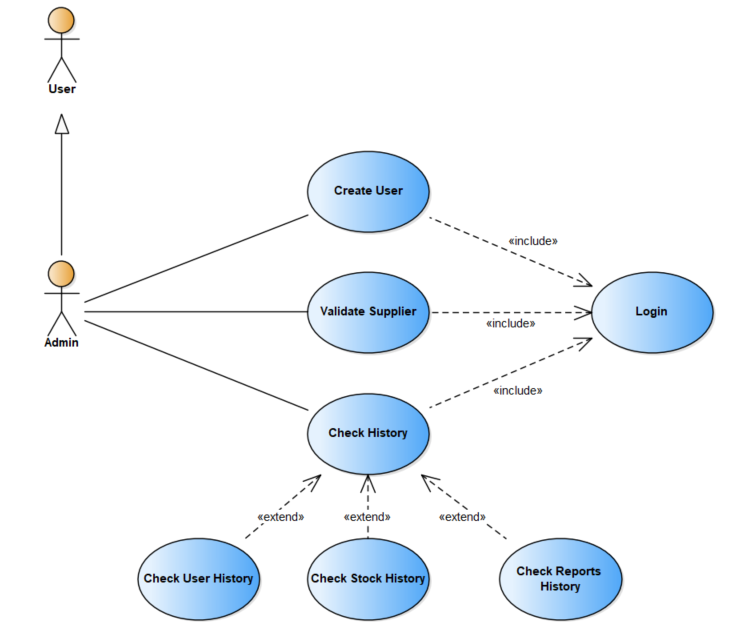 User
Create User
«include»
Validate Supplier
Login
«include»
Admin
«include»
Check History
«extend»
«extend»
«extend»
Check User History
Check Stock History
Check Reports
History